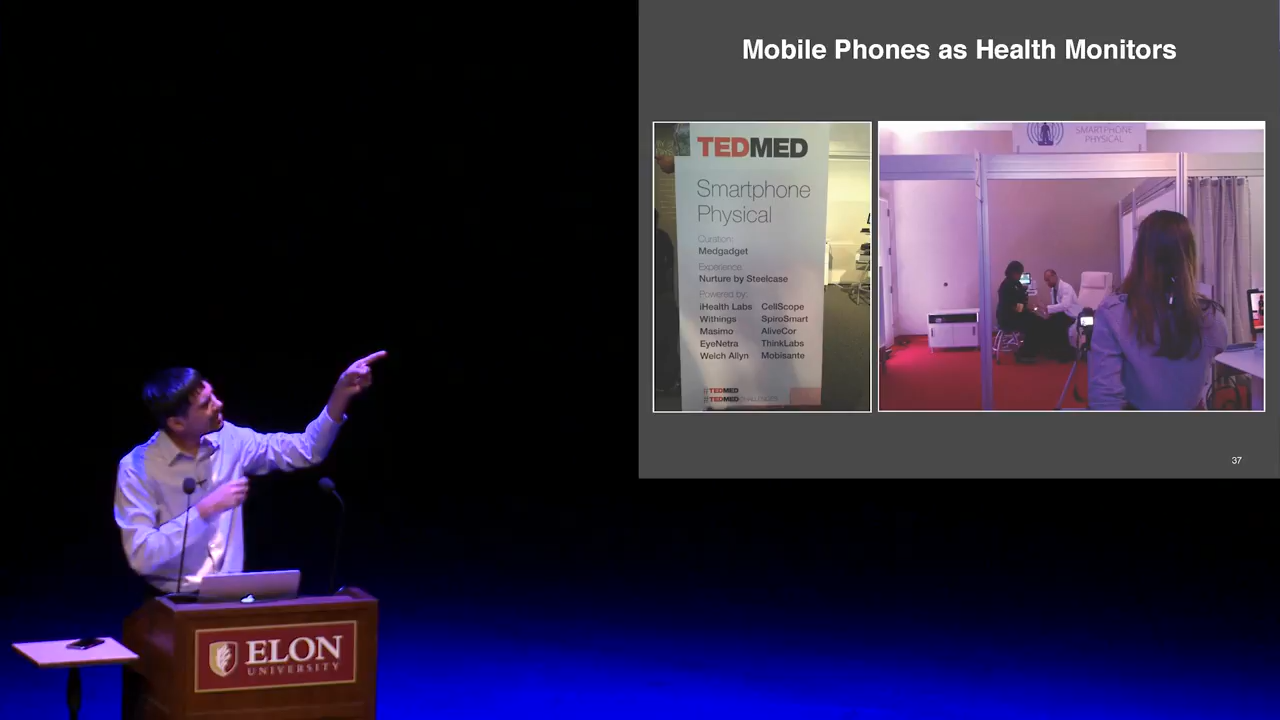 Mobile Phones as Health Monitors
TEDMED
Smartphone
Physical
Curation:
Medgadget
Experience
Nurture by Steelcase
Powered by:
iHealth Labs CellScope
Withings SpiroSmart
Masimo AliveCor
EyeNetra ThinkLabs
Welch Allyn Mobisante
#TEDMED
#TEDMEDCHALLENGES
SMARTPHONE
PHYSICAL
37
ELON
UNIVERSITY